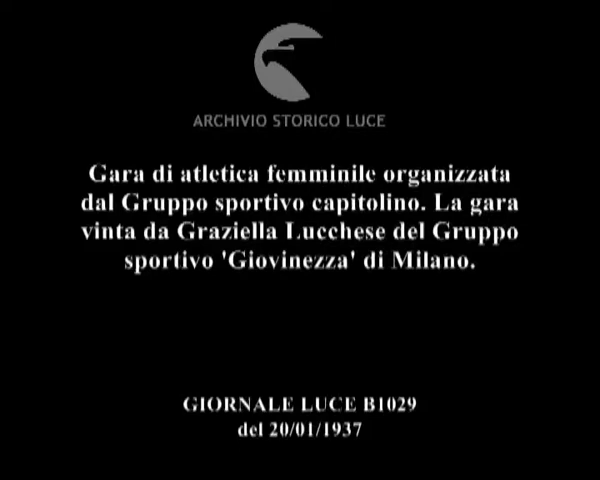 ARCHIVIO STORICO LUCE
Gara di atletica femminile organizzata
dal Gruppo sportivo capitolino. La gara
vinta da Graziella Lucchese del Gruppo
sportivo 'Giovinezza' di Milano.
GIORNALE LUCE B1029
del 20/01/1937